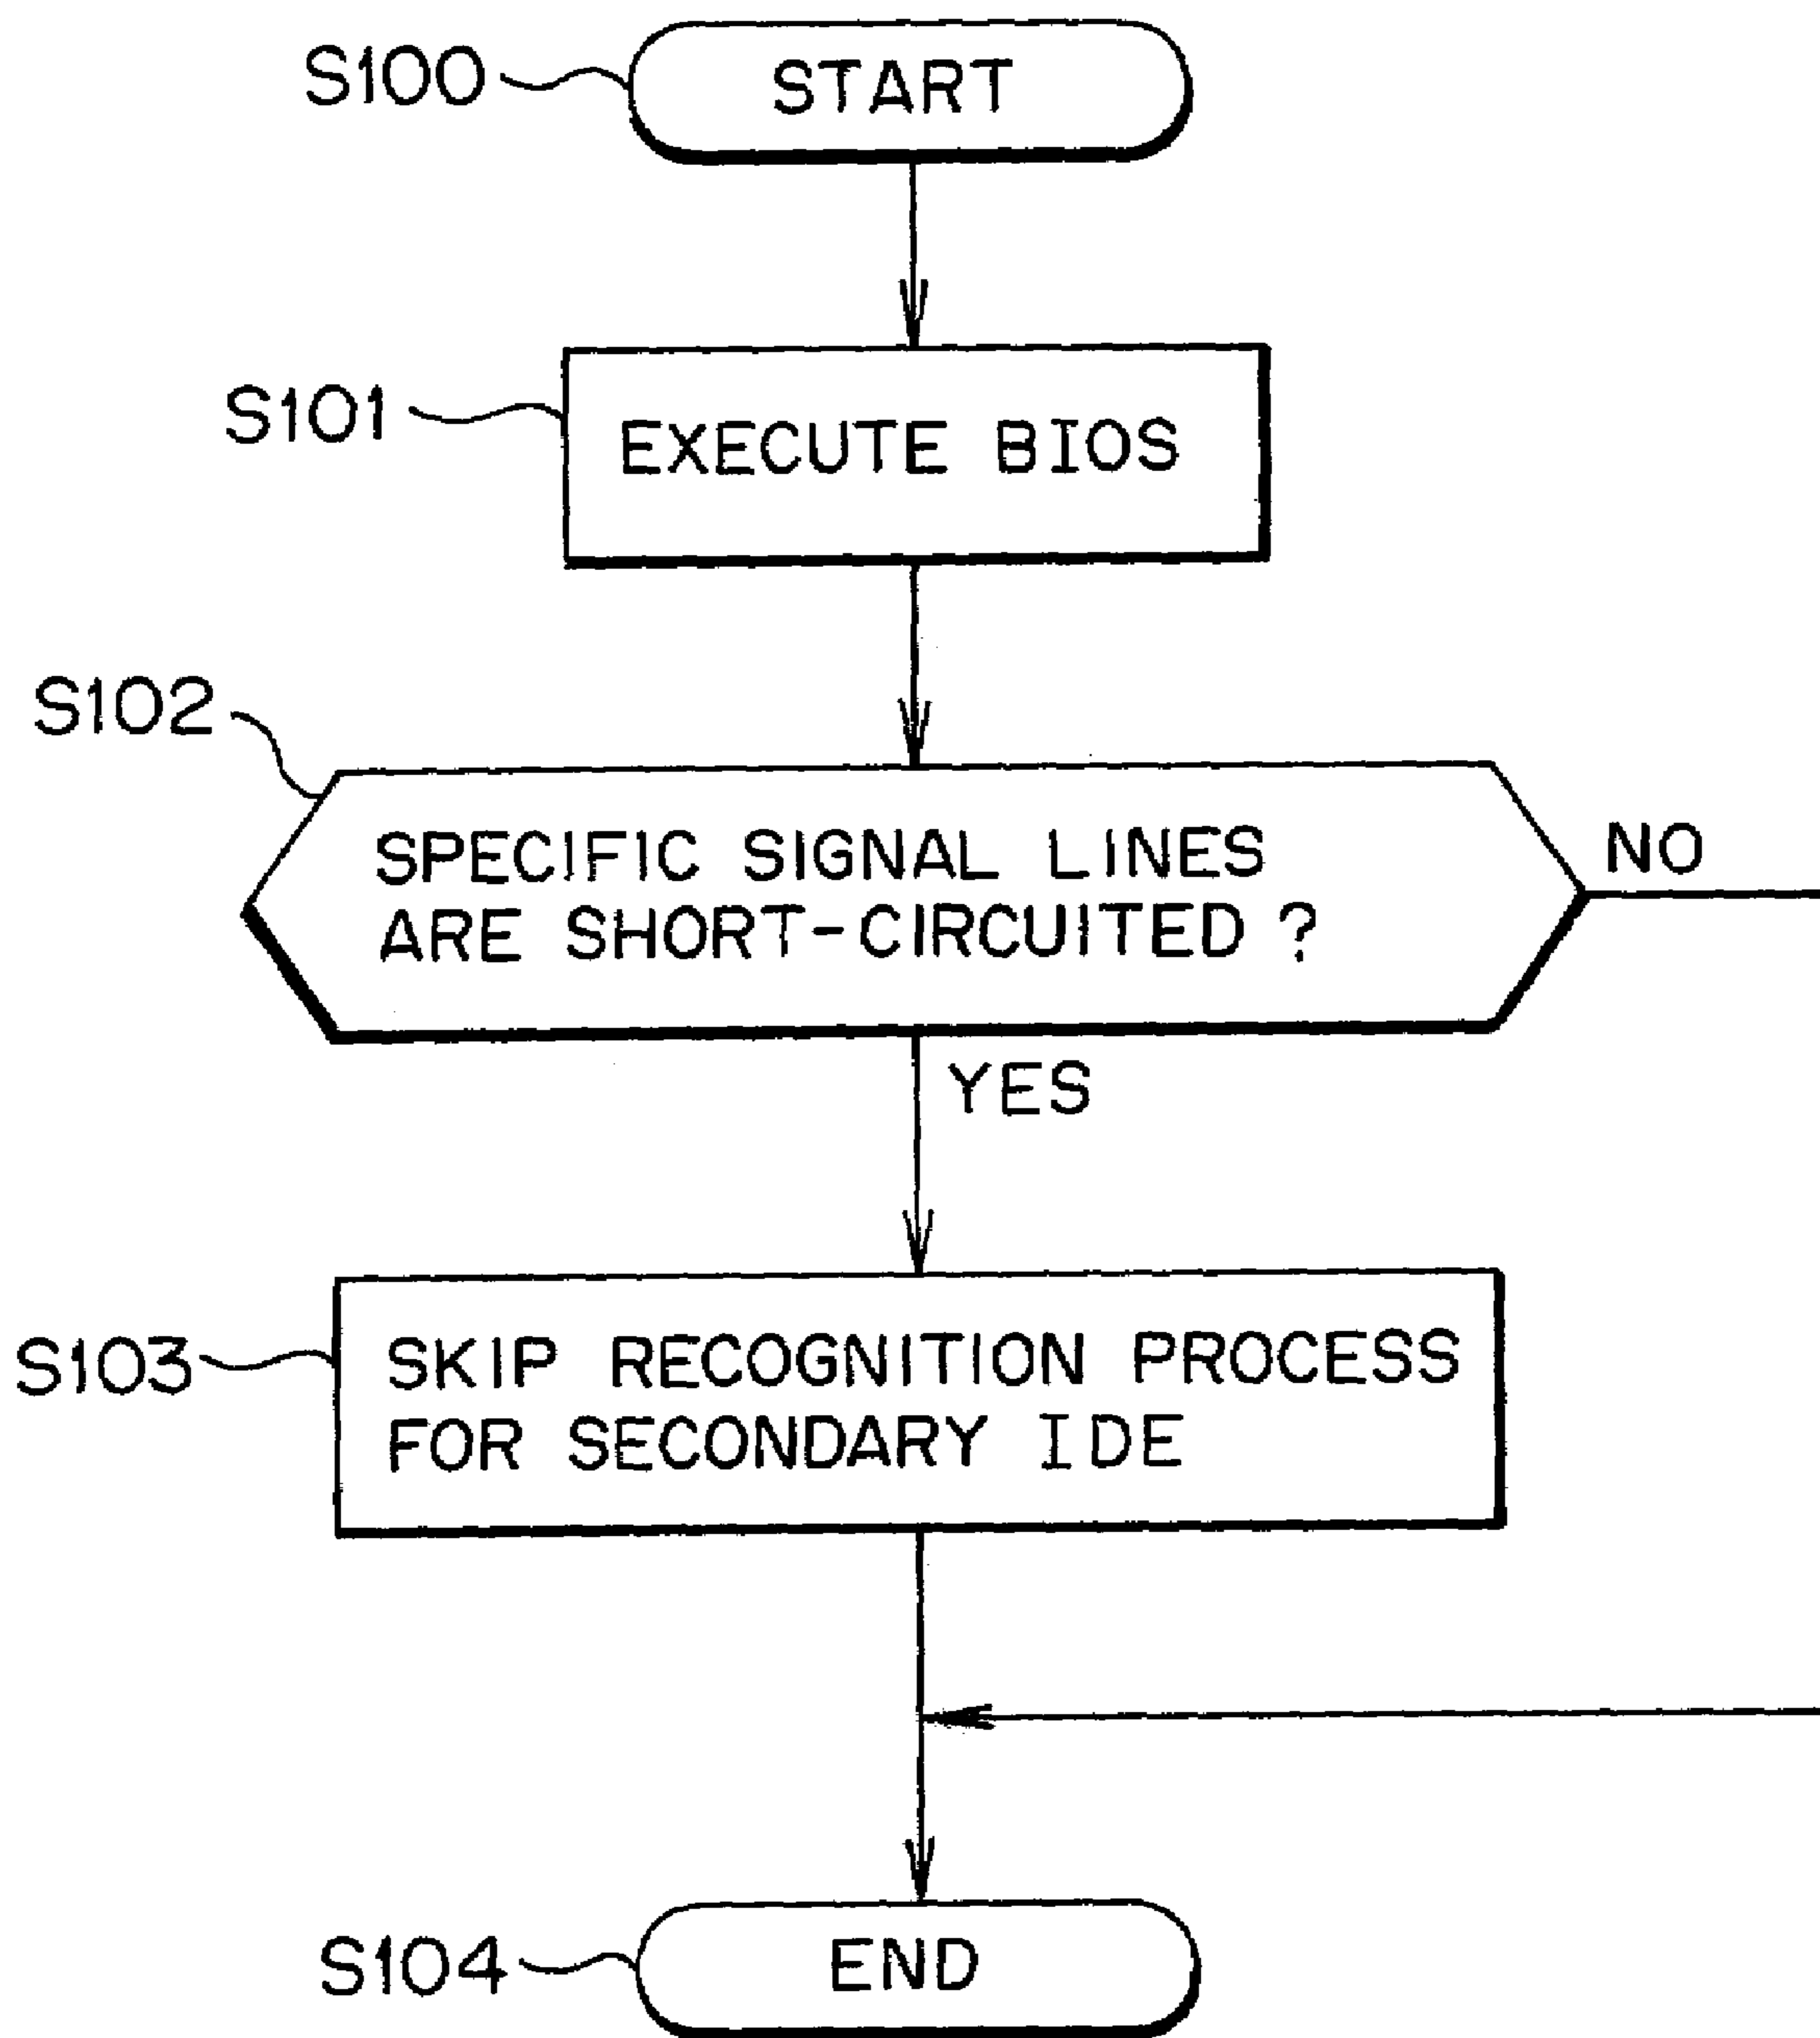 S100
START
S101
EXECUTE BIOS
S102
SPECIFIC SIGNAL LINES
ARE SHORT-CIRCUITED ?
NO
YES
S103
SKIP RECOGNITION PROCESS
FOR SECONDARY IDE
S104
END